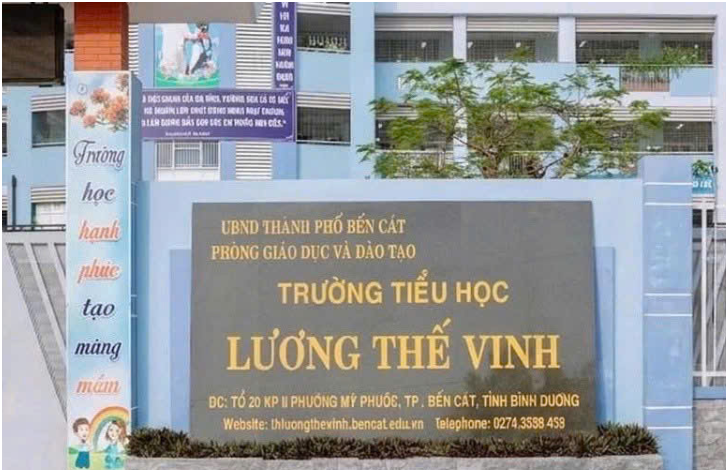 Trường
học
hạnh
phúc
tạo
măng
mầm
UBND THÀNH PHỐ BẾN CÁT
PHÒNG GIÁO DỤC VÀ ĐÀO TẠO
TRƯỜNG TIỂU HỌC
LƯƠNG THẾ VINH
ĐC: TỔ 20 KP II PHƯỜNG MỸ PHƯỚC, TP . BẾN CÁT, TỈNH BÌNH DƯƠNG
Website: thluongthevinh.bencat.edu.vn Telephone: 0274.3558 458